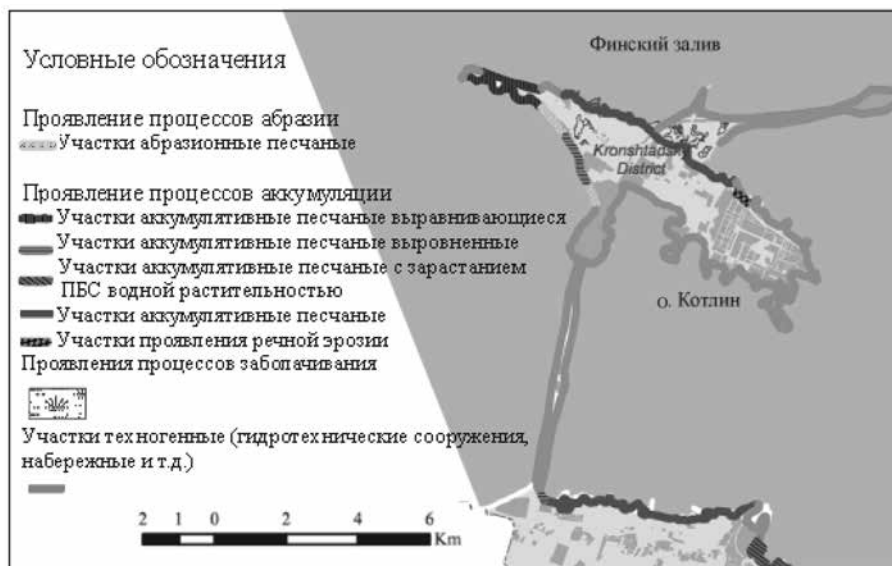 Условные обозначения
Проявление процессов абразии
Участки абразионные песчаные
Проявление процессов аккумуляции
Участки аккумулятивные песчаные выравнивающиеся
Участки аккумулятивные песчаные выровненные
Участки аккумулятивные песчаные с зарастанием
ПБС водной растительностью
Участки аккумулятивные песчаные
Участки проявления речной эрозии
Проявления процессов заболачивания
Участки техногенные (гидротехнические сооружения,
набережные и т.д.)
2 1 0 2 4 6
Km
Финский залив
Kronshtadsky
District
о. Котлин